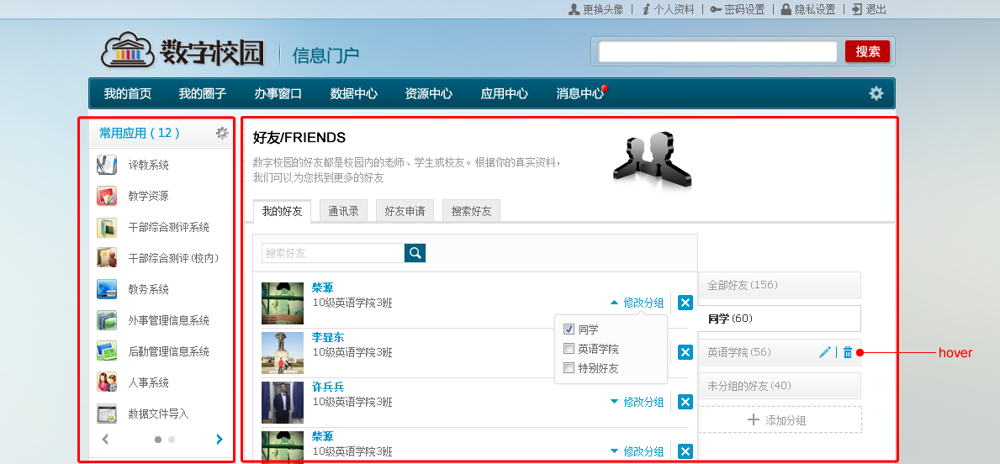 更换头像 | 个人资料 | 密码设置 | 隐私设置 | 退出
数字校园 信息门户
搜索
我的首页 我的圈子 办事窗口 数据中心 资源中心 应用中心 消息中心
常用应用(12)
评教系统
教学资源
干部综合测评系统
干部综合测评(校内)
教务系统
外事管理信息系统
后勤管理信息系统
人事系统
数据文件导入
好友/FRIENDS
数字校园的好友都是校园内的老师、学生或校友。根据你的真实资料，
我们可以为您找到更多的好友
我的好友 通讯录 好友申请 搜索好友
搜索好友
柴源
10级英语学院3班 修改分组
同学
英语学院
特别好友
李显东
10级英语学院3班
许兵兵
10级英语学院3班 修改分组
柴源
10级英语学院3班 修改分组
全部好友(156)
同学(60)
英语学院(56)
hover
未分组的好友(40)
添加分组